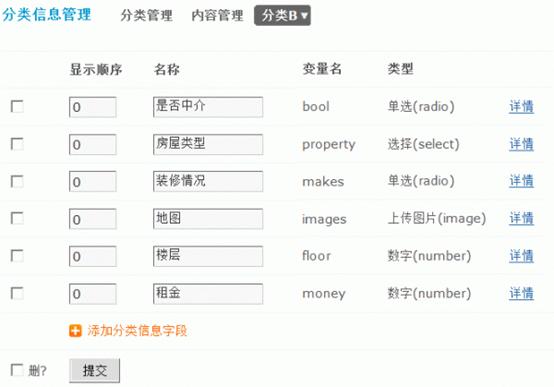 分类信息管理 分类管理 内容管理 分类B▼
显示顺序 名称 变量名 类型
0 是否中介 bool 单选(radio) 详情
0 房屋类型 property 选择(select) 详情
0 装修情况 makes 单选(radio) 详情
0 地图 images 上传图片(image) 详情
0 楼层 floor 数字(number) 详情
0 租金 money 数字(number) 详情
添加分类信息字段
删? 提交